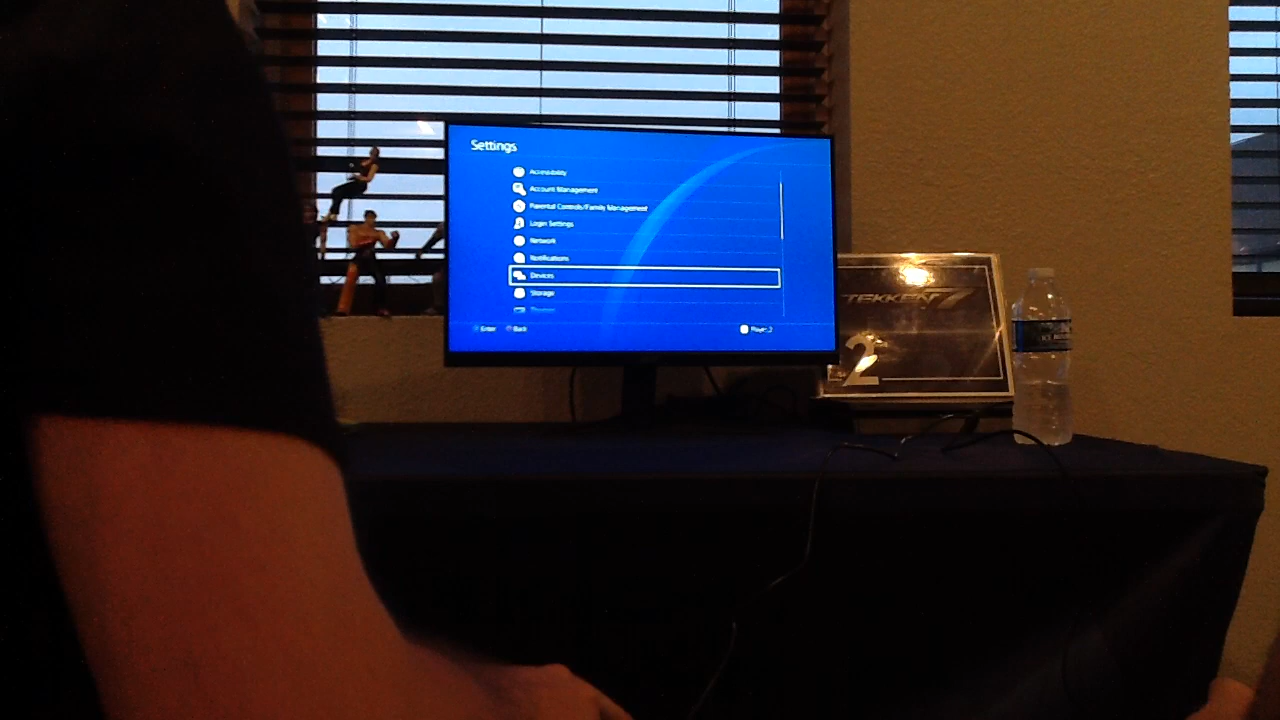 Settings
Accessibility
Account Management
Parental Controls/Family Management
Login Settings
Network
Notifications
Devices
Storage
Themes
Enter Back
Player 2
TEKKEN 7
2